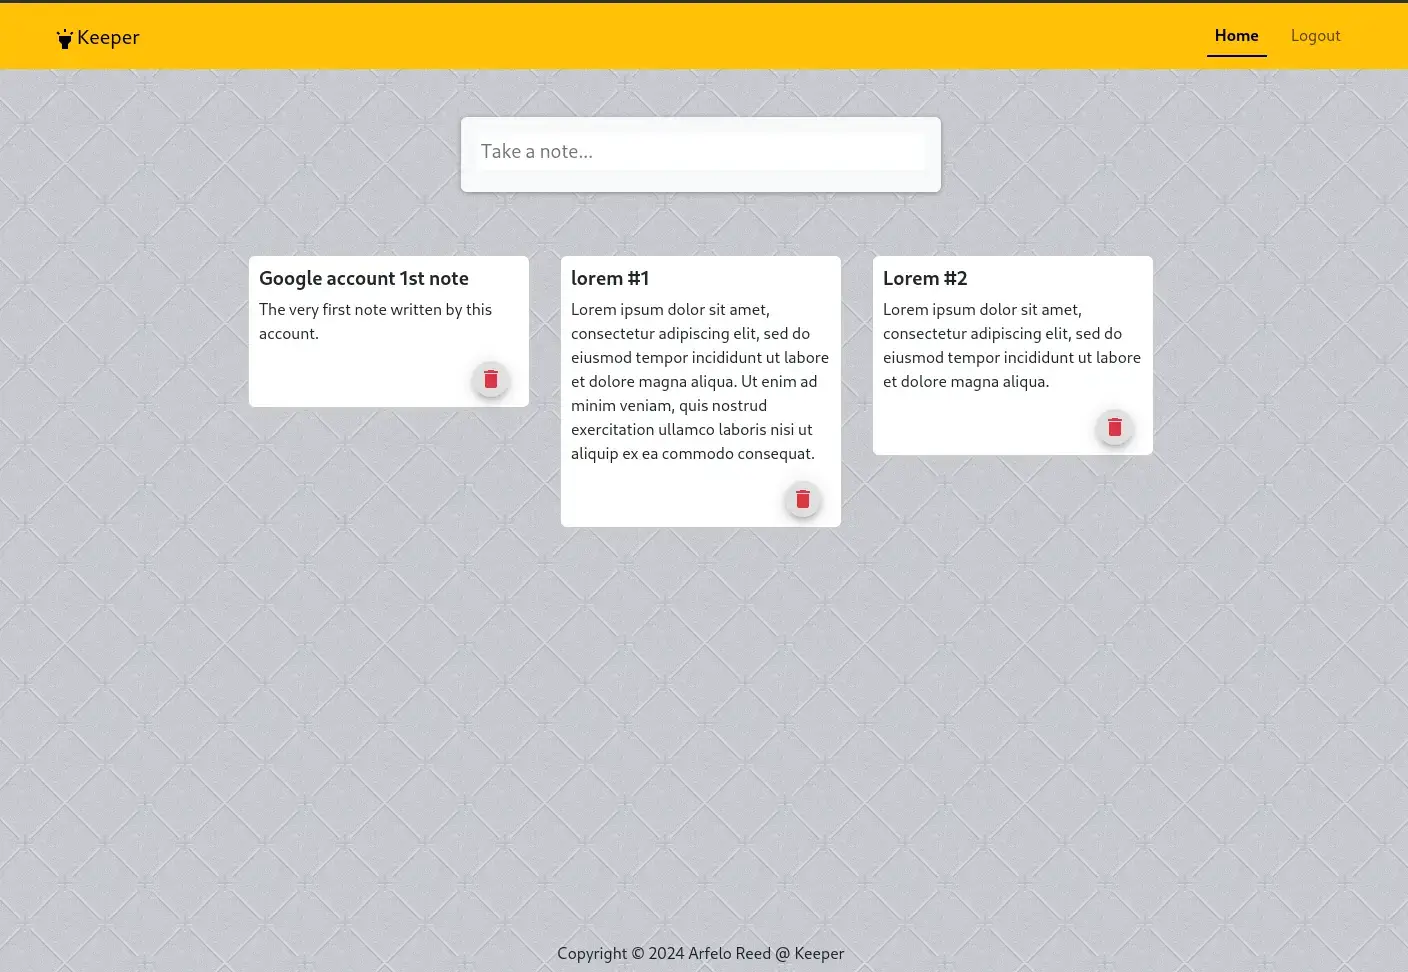 Keeper
Home
Logout
Take a note...
Google account 1st note
The very first note written by this
account.
lorem #1
Lorem ipsum dolor sit amet,
consectetur adipiscing elit, sed do
eiusmod tempor incididunt ut labore
et dolore magna aliqua. Ut enim ad
minim veniam, quis nostrud
exercitation ullamco laboris nisi ut
aliquip ex ea commodo consequat.
Lorem #2
Lorem ipsum dolor sit amet,
consectetur adipiscing elit, sed do
eiusmod tempor incididunt ut labore
et dolore magna aliqua.
Copyright © 2024 Arfelo Reed @ Keeper